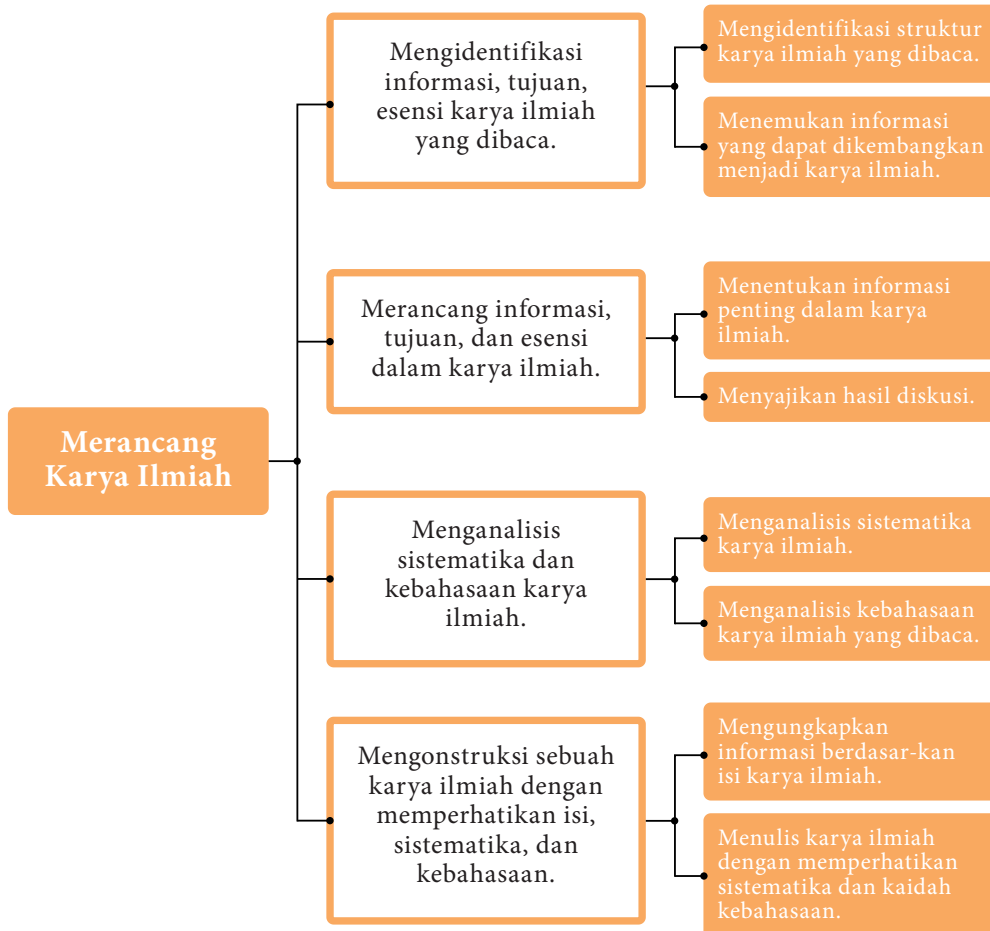 Merancang
Karya Ilmiah
Mengidentifikasi
informasi, tujuan,
esensi karya ilmiah
yang dibaca.
Mengidentifikasi struktur
karya ilmiah yang dibaca.
Menemukan informasi
yang dapat dikembangkan
menjadi karya ilmiah.
Merancang informasi,
tujuan, dan esensi
dalam karya ilmiah.
Menentukan informasi
penting dalam karya
ilmiah.
Menyajikan hasil diskusi.
Menganalisis
sistematika dan
kebahasaan karya
ilmiah.
Menganalisis sistematika
karya ilmiah.
Menganalisis kebahasaan
karya ilmiah yang dibaca.
Mengonstruksi sebuah
karya ilmiah dengan
memperhatikan isi,
sistematika, dan
kebahasaan.
Mengungkapkan
informasi berdasar-kan
isi karya ilmiah.
Menulis karya ilmiah
dengan memperhatikan
sistematika dan kaidah
kebahasaan.